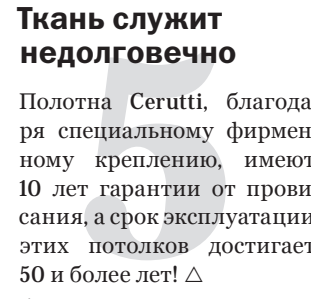 Ткань служит
недолговечно
5
Полотна Cerutti, благода
ря специальному фирмен
ному креплению, имеют
10 лет гарантии от прови
сания, а срок эксплуатации
этих потолков достигает
50 и более лет! △